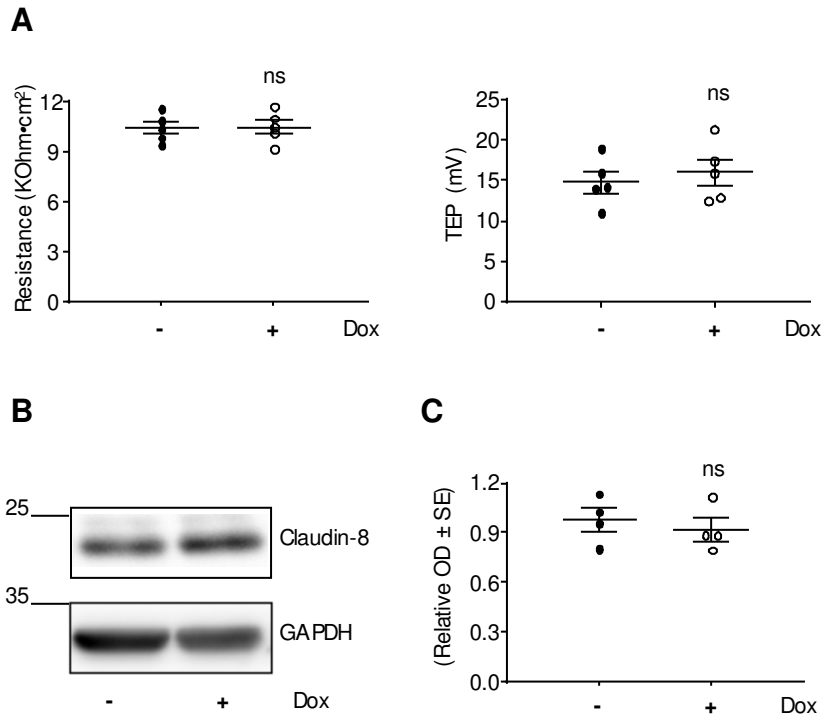 A
Resistance (KOhm•cm²)
12
9
6
3
0
ns
- + Dox
TEP (mV)
25
20
15
10
5
0
ns
- + Dox
B
25
Claudin-8
35
GAPDH
- + Dox
C
(Relative OD ± SE)
1.2
0.9
0.6
0.3
0.0
ns
- + Dox